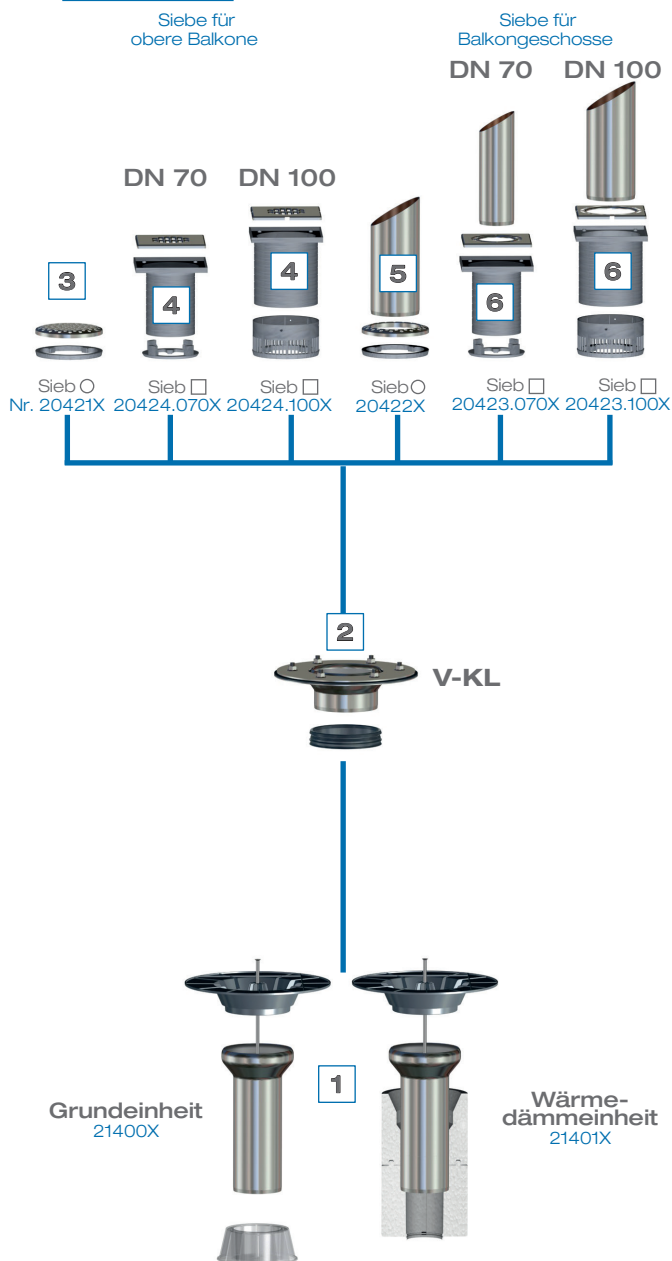 Siebe für
obere Balkone
Siebe für
Balkongeschosse
DN 70 DN 100
DN 70 DN 100
3
4
4
5
6
6
Sieb ○
Nr. 20421X
Sieb □
20424.070X
Sieb □
20424.100X
Sieb ○
20422X
Sieb □
20423.070X
Sieb □
20423.100X
2
V-KL
1
Grundeinheit
21400X
Wärme-
dämmeinheit
21401X